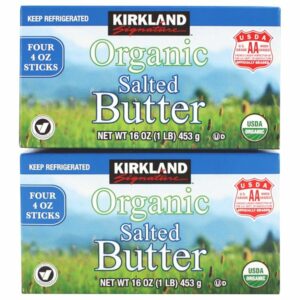 KEEP REFRIGERATED
KIRKLAND
Signature
FOUR
4 OZ
STICKS
Organic
Salted
Butter
NET WT 16 OZ (1 LB) 453 g
USDA
AA
USDA
ORGANIC
KEEP REFRIGERATED
KIRKLAND
Signature
FOUR
4 OZ
STICKS
Organic
Salted
Butter
NET WT 16 OZ (1 LB) 453 g
USDA
AA
USDA
ORGANIC